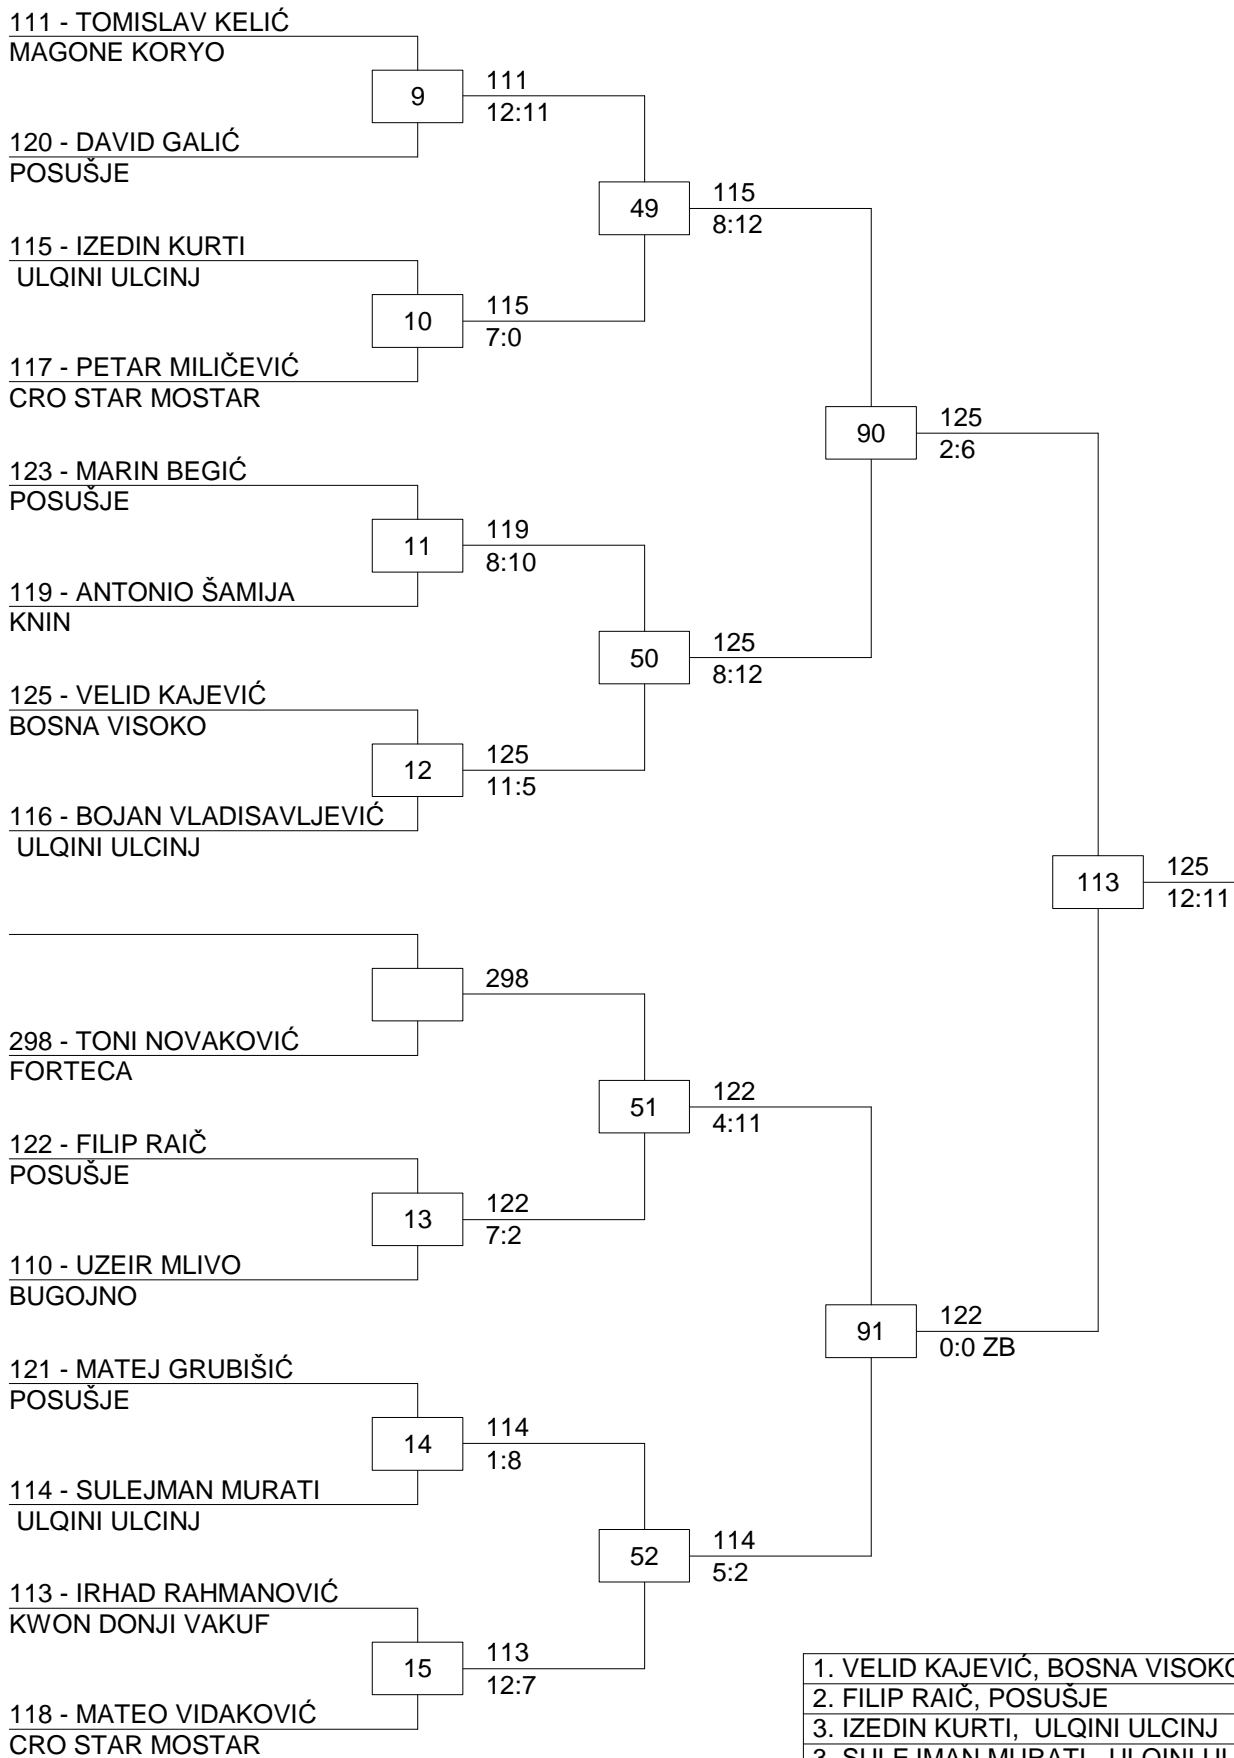 111 - TOMISLAV KELIĆ
MAGONE KORYO
9
111
12:11
120 - DAVID GALIĆ
POSUŠJE
49
115
8:12
115 - IZEDIN KURTI
ULQINI ULCINJ
10
115
7:0
117 - PETAR MILIČEVIĆ
CRO STAR MOSTAR
90
125
2:6
123 - MARIN BEGIĆ
POSUŠJE
11
119
8:10
119 - ANTONIO ŠAMIJA
KNIN
50
125
8:12
125 - VELID KAJEVIĆ
BOSNA VISOKO
12
125
11:5
116 - BOJAN VLADISAVLJEVIĆ
ULQINI ULCINJ
113
125
12:11
298
298 - TONI NOVAKOVIĆ
FORTECA
51
122
4:11
122 - FILIP RAIČ
POSUŠJE
13
122
7:2
110 - UZEIR MLIVO
BUGOJNO
91
122
0:0 ZB
121 - MATEJ GRUBIŠIĆ
POSUŠJE
14
114
1:8
114 - SULEJMAN MURATI
ULQINI ULCINJ
52
114
5:2
113 - IRHAD RAHMANOVIĆ
KWON DONJI VAKUF
15
113
12:7
118 - MATEO VIDAKOVIĆ
CRO STAR MOSTAR
1. VELID KAJEVIĆ, BOSNA VISOKO
2. FILIP RAIČ, POSUŠJE
3. IZEDIN KURTI, ULQINI ULCINJ
3. SULEJMAN MURATI, ULQINI